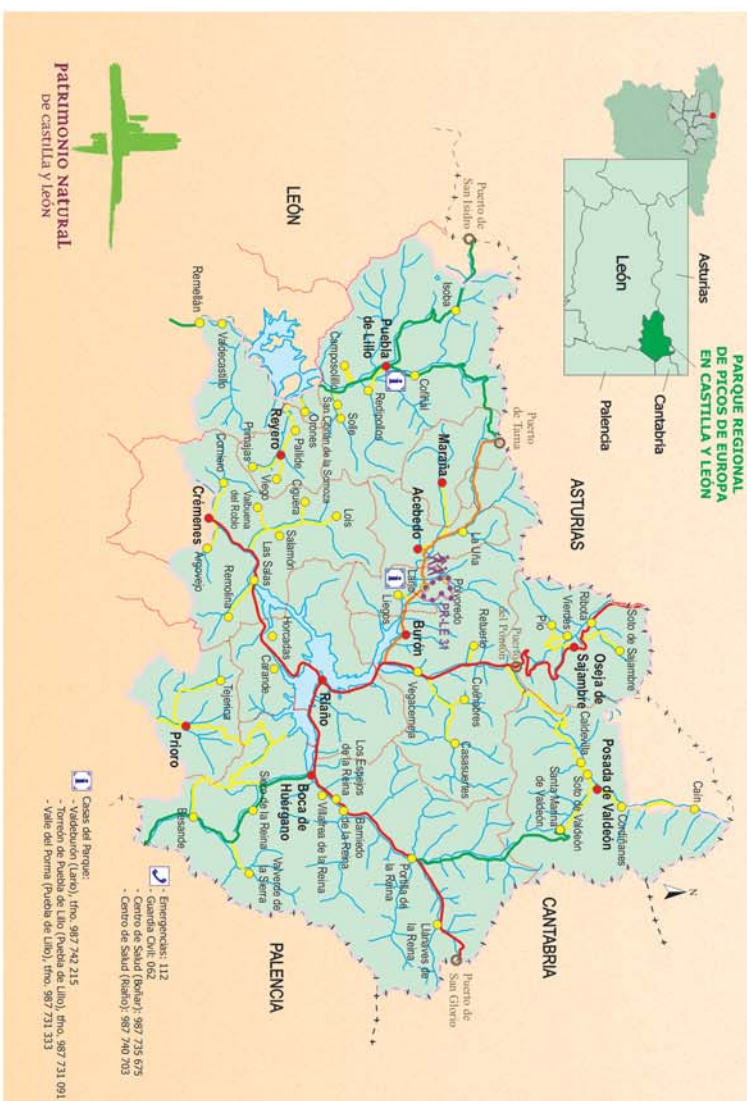 PARQUE REGIONAL
DE PICOS DE EUROPA
EN CASTILLA Y LEÓN
Asturias
Cantabria
León
Palencia
PATRIMONIO NATURAL
DE CASTILLA Y LEÓN
LEÓN
ASTURIAS
CANTABRIA
PALENCIA
N
Puerto de
San Isidro
Isoba
Puebla
de Lillo
i
Cofiñal
Redipollos
Camposolillo
Solle
San Cibrián de la Somoza
Orones
Reyero
Pallide
Primajas
Viego
Remellán
Valdecastillo
Puerto
de Tarna
Maraña
Acebedo
La Uña
Polvoredo
PR-LE 31
Lario
i
Liegos
Burón
Retuerto
Puerto
del Pontón
Cuénabres
Casasuertes
Vegacerneja
Soto de Sajambre
Ribota
Vierdes
Pío
Oseja de
Sajambre
Caldevilla
Posada de Valdeón
Soto de Valdeón
Santa Marina
de Valdeón
Cordiñanes
Caín
Ciguera
Lois
Salamón
Valbuena
del Roblo
Corniero
Crémenes
Argovejo
Las Salas
Remolina
Horcadas
Carande
Riaño
Tejerina
Prioro
Los Espejos
de la Reina
Barniedo
de la Reina
Villafrea de la Reina
Boca de
Huérgano
Siero de la Reina
Besande
Valverde de
la Sierra
Portilla de
la Reina
Llánaves de
la Reina
Puerto de
San Glorio
- Emergencias: 112
- Guardia Civil: 062
- Centro de Salud (Boñar): 987 735 675
- Centro de Salud (Riaño): 987 740 703
i Casas del Parque:
- Valdeburón (Lario), tfno. 987 742 215
- Torreón de Puebla de Lillo (Puebla de Lillo), tfno. 987 731 091
- Valle del Porma (Puebla de Lillo), tfno. 987 731 333